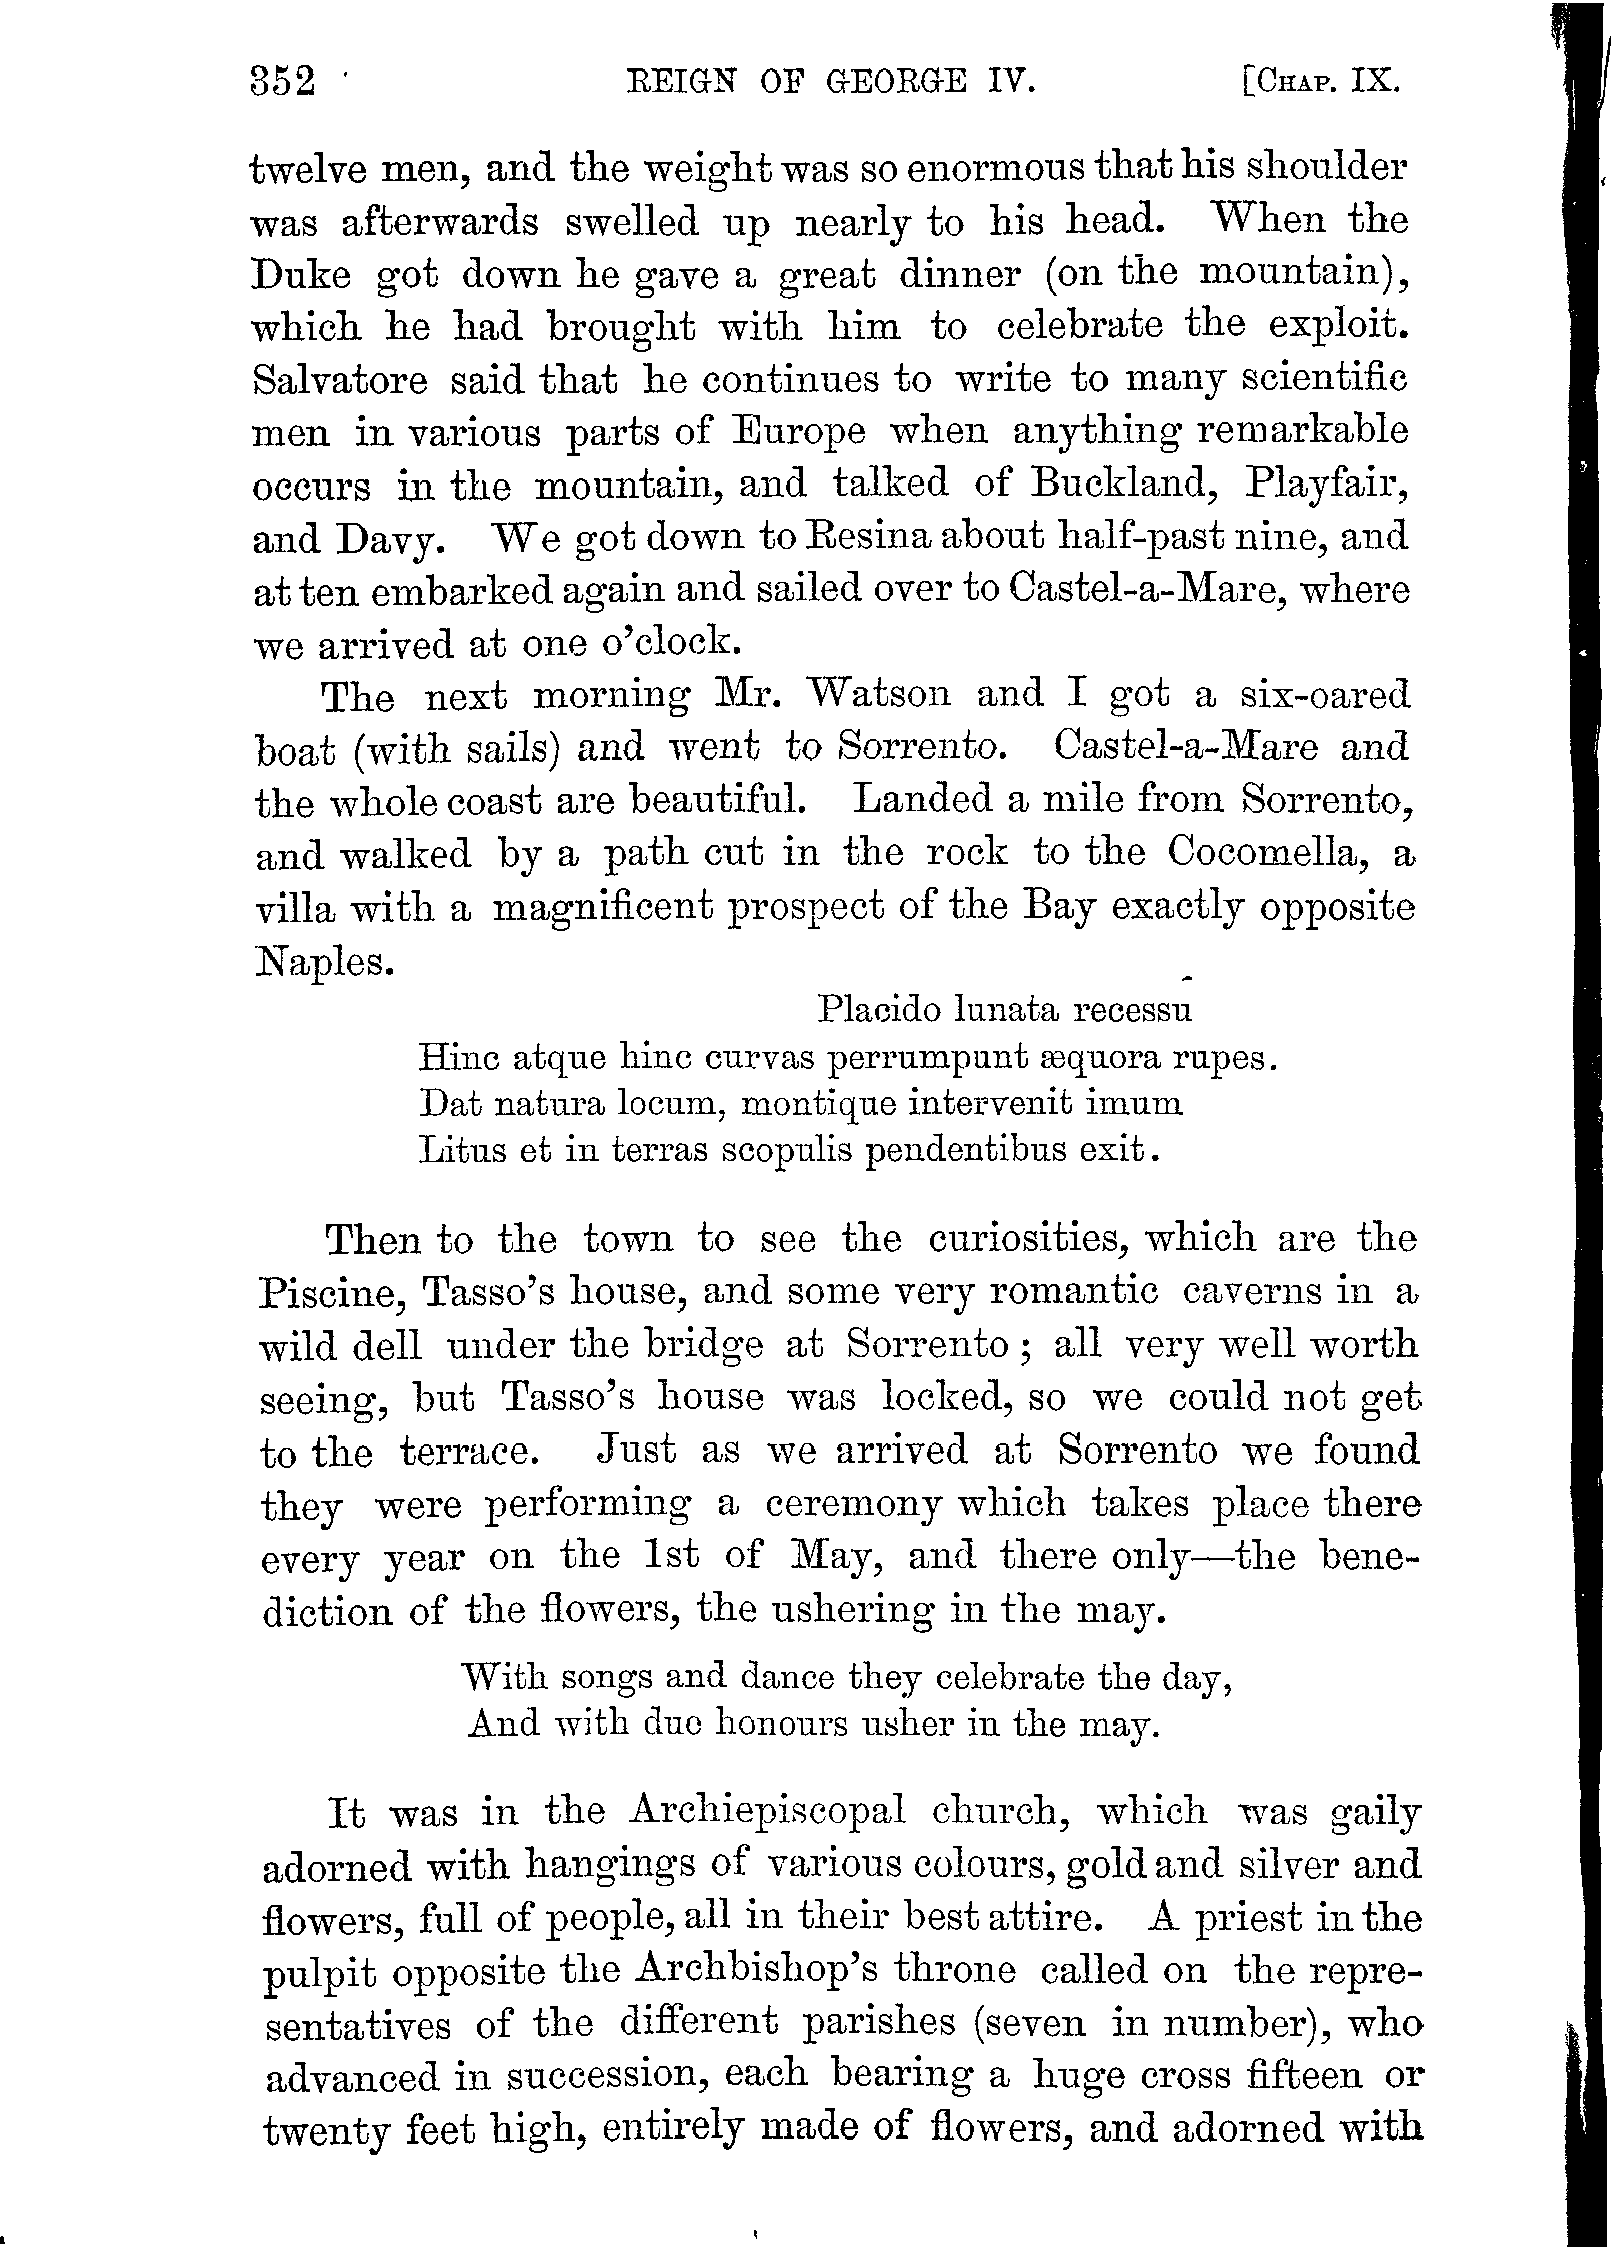 352 REIGN OF GEORGE IV. [CHAP. IX.
twelve men, and the weight was so enormous that his shoulder
was afterwards swelled up nearly to his head. When the
Duke got down he gave a great dinner (on the mountain),
which he had brought with him to celebrate the exploit.
Salvatore said that he continues to write to many scientific
men in various parts of Europe when anything remarkable
occurs in the mountain, and talked of Buckland, Playfair,
and Davy. We got down to Resina about half-past nine, and
at ten embarked again and sailed over to Castel-a-Mare, where
we arrived at one o'clock.
The next morning Mr. Watson and I got a six-oared
boat (with sails) and went to Sorrento. Castel-a-Mare and
the whole coast are beautiful. Landed a mile from Sorrento,
and walked by a path cut in the rock to the Cocomella, a
villa with a magnificent prospect of the Bay exactly opposite
Naples.
Placido lunata recessu
Hinc atque hinc curvas perrumpunt æquora rupes.
Dat natura locum, montique intervenit imum
Litus et in terras scopulis pendentibus exit.
Then to the town to see the curiosities, which are the
Piscine, Tasso's house, and some very romantic caverns in a
wild dell under the bridge at Sorrento; all very well worth
seeing, but Tasso's house was locked, so we could not get
to the terrace. Just as we arrived at Sorrento we found
they were performing a ceremony which takes place there
every year on the 1st of May, and there only—the bene-
diction of the flowers, the ushering in the may.
With songs and dance they celebrate the day,
And with due honours usher in the may.
It was in the Archiepiscopal church, which was gaily
adorned with hangings of various colours, gold and silver and
flowers, full of people, all in their best attire. A priest in the
pulpit opposite the Archbishop's throne called on the repre-
sentatives of the different parishes (seven in number), who
advanced in succession, each bearing a huge cross fifteen or
twenty feet high, entirely made of flowers, and adorned with